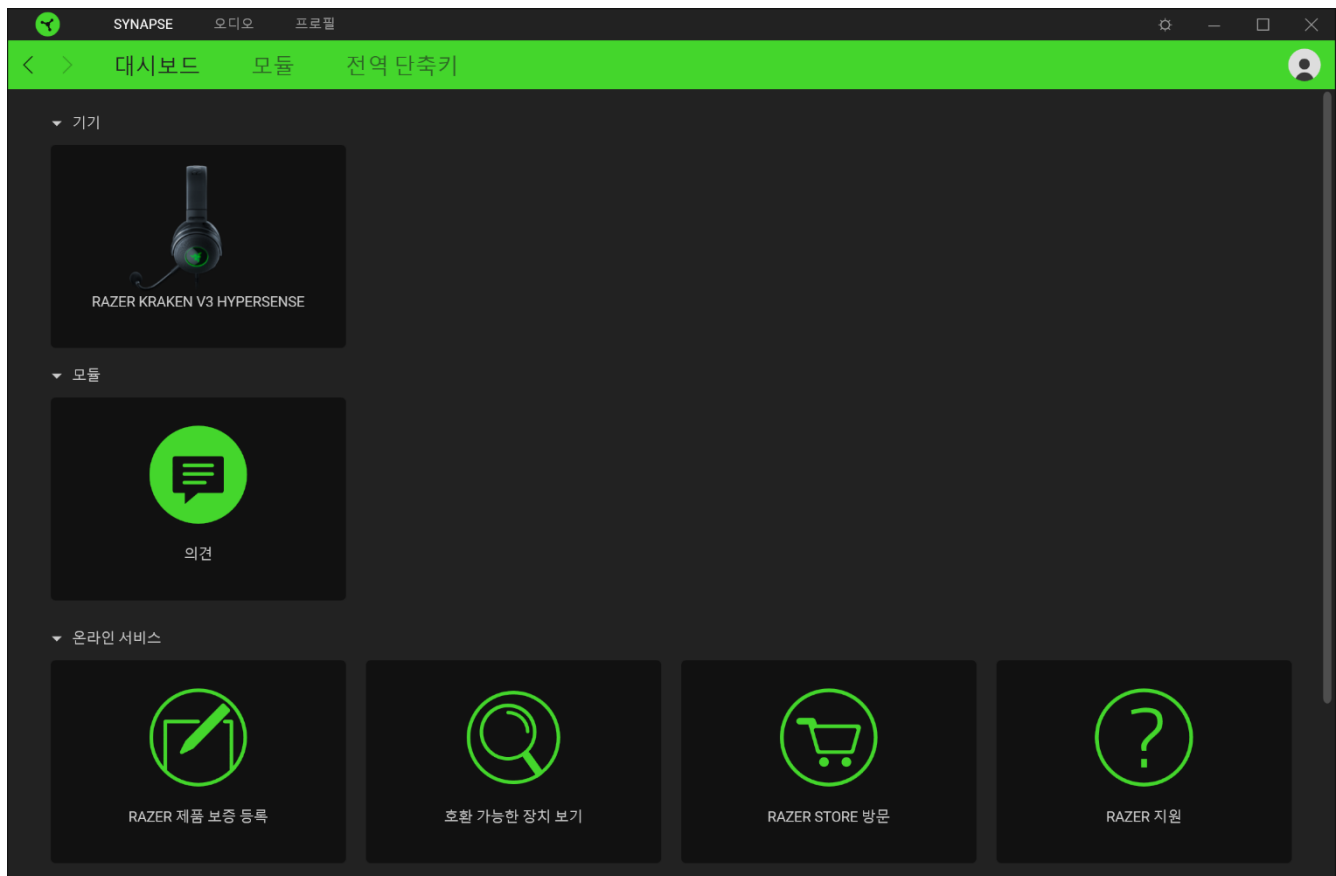 SYNAPSE 오디오 프로필
대시보드 모듈 전역 단축키
기기
RAZER KRAKEN V3 HYPERSENSE
모듈
의견
온라인 서비스
RAZER 제품 보증 등록 호환 가능한 장치 보기 RAZER STORE 방문 RAZER 지원